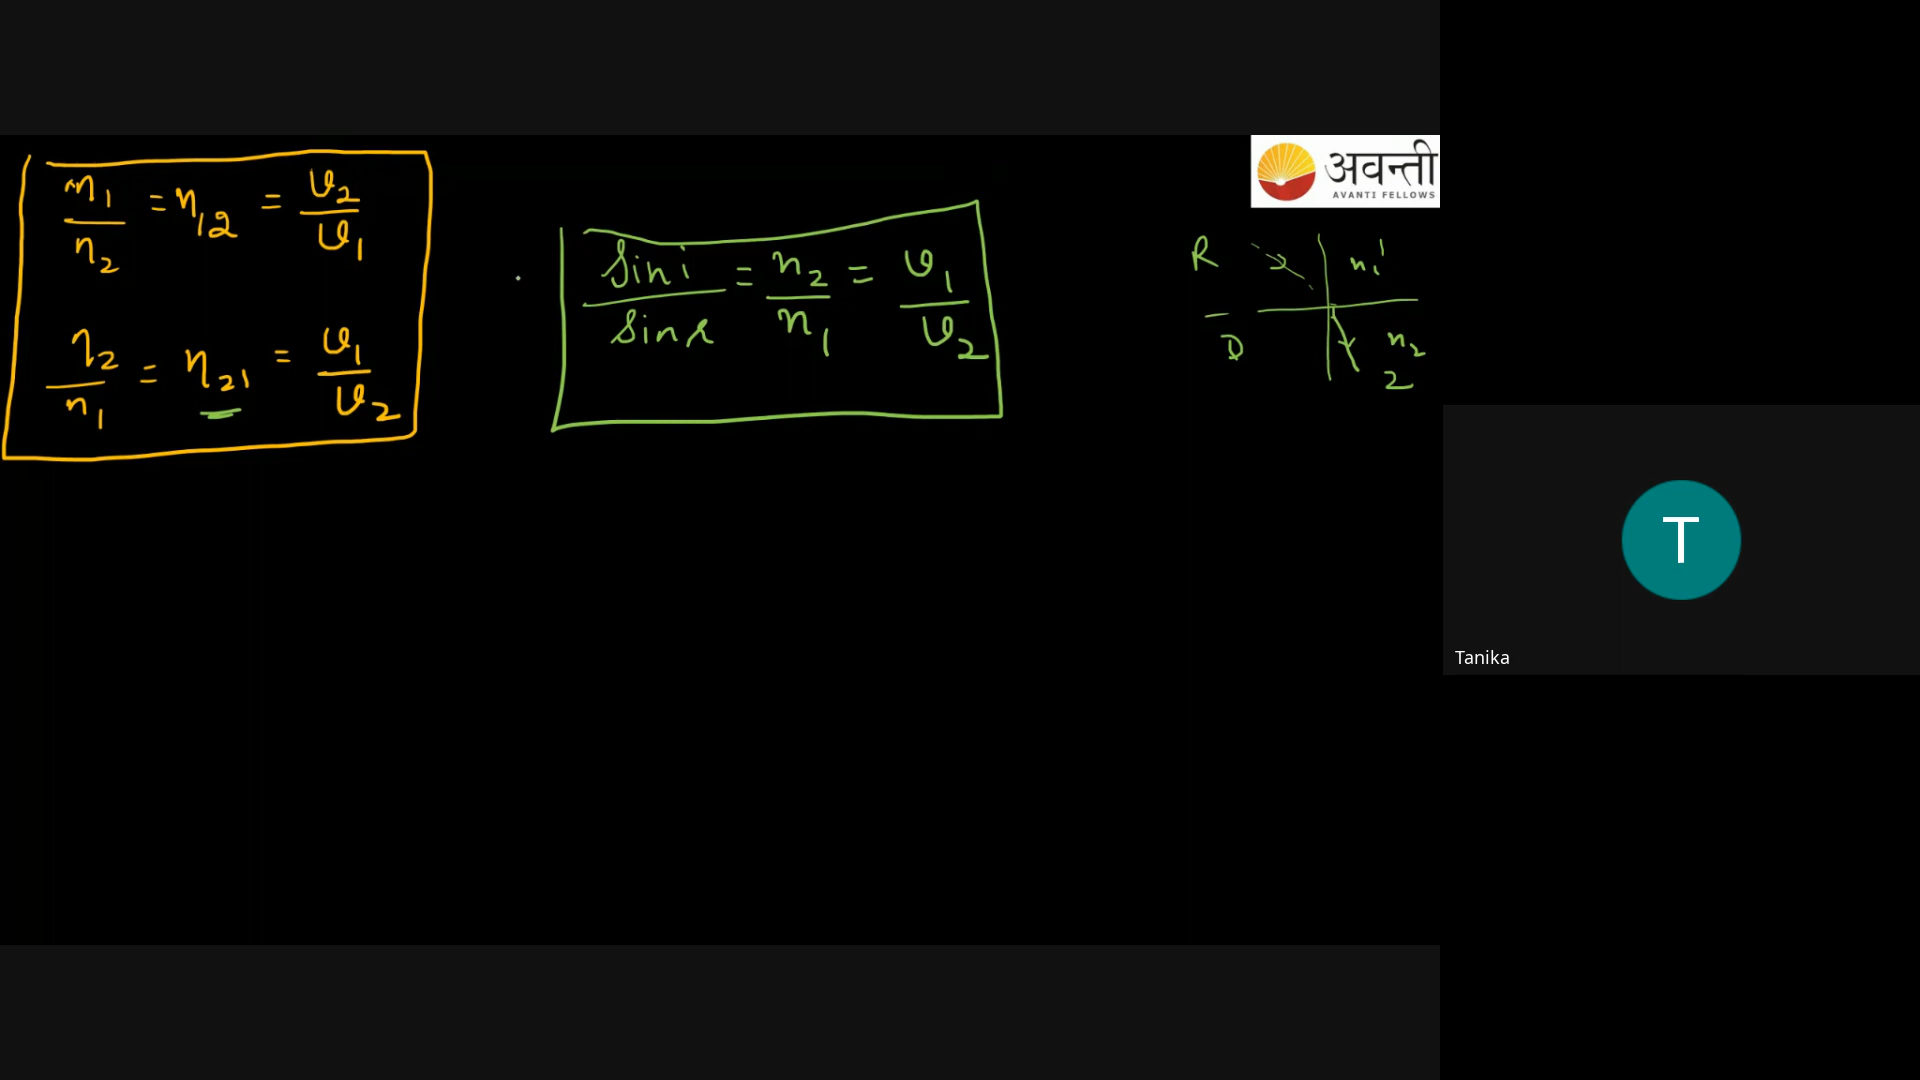 n1/n2 = n12 = v2/v1
n2/n1 = n21 = v1/v2
Sin i/Sin r = n2/n1 = v1/v2
अवन्ती
AVANTI FELLOWS
R
n1
1
D
n2
2
T
Tanika